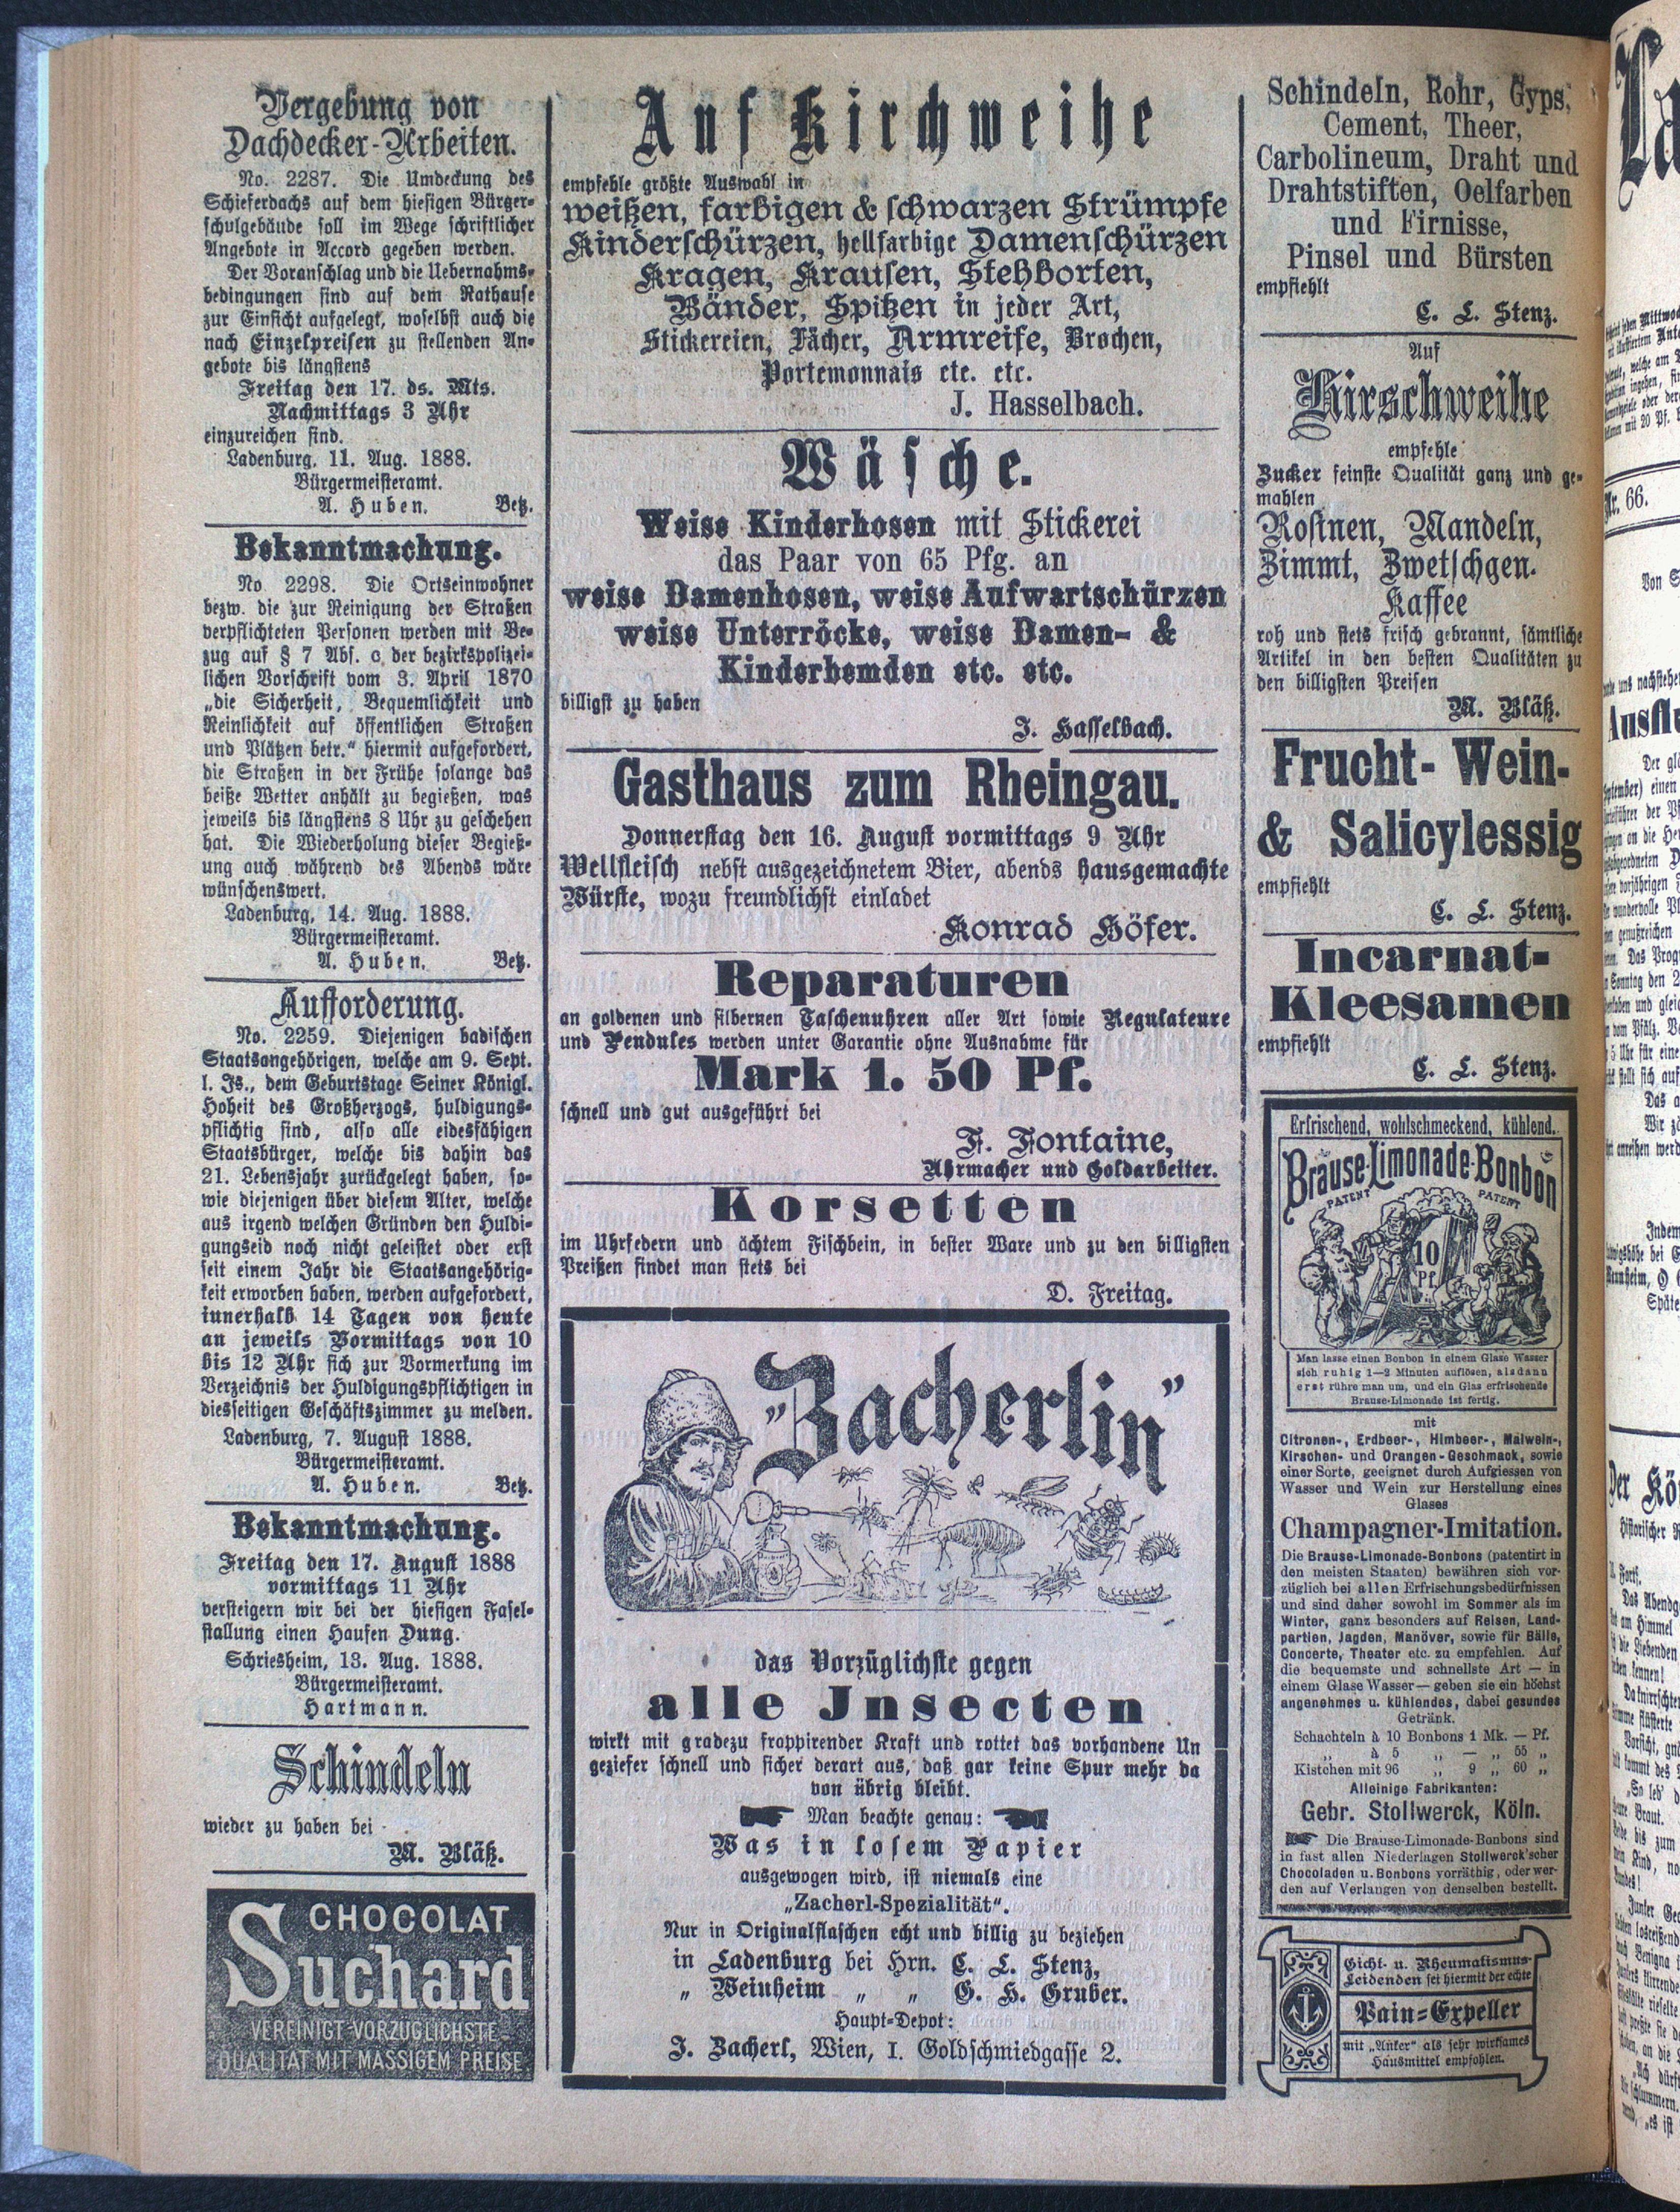 Vergebung von
Dachdecker-Arbeiten.
No. 2287. Die Umdeckung des
Schieferdachs auf dem hiesigen Bürger-
schulgebäude soll im Wege schriftlicher
Angebote in Accord gegeben werden.
Der Voranschlag und die Uebernahms-
bedingungen sind auf dem Rathause
zur Einsicht aufgelegt, woselbst auch die
nach Einzelpreisen zu stellenden An-
gebote bis längstens
Freitag den 17. ds. Mts.
Nachmittags 3 Uhr
einzureichen sind.
Ladenburg, 11. Aug. 1888.
Bürgermeisteramt.
A. Huben. Betz.
Bekanntmachung.
No 2298. Die Ortseinwohner
bezw. die zur Reinigung der Straßen
verpflichteten Personen werden mit Be-
zug auf § 7 Abs. c der bezirkspolizei-
lichen Vorschrift vom 3. April 1870
„die Sicherheit, Bequemlichkeit und
Reinlichkeit auf öffentlichen Straßen
und Plätzen betr.“ hiermit aufgefordert,
die Straßen in der Frühe solange das
heiße Wetter anhält zu begießen, was
jeweils bis längstens 8 Uhr zu geschehen
hat. Die Wiederholung dieser Begieß-
ung auch während des Abends wäre
wünschenswert.
Ladenburg, 14. Aug. 1888.
Bürgermeisteramt.
A. Huben. Betz.
Aufforderung.
No. 2259. Diejenigen badischen
Staatsangehörigen, welche am 9. Sept.
l. Js., dem Geburtstage Seiner Königl.
Hoheit des Großherzogs, huldigungs-
pflichtig sind, also alle eidesfähigen
Staatsbürger, welche bis dahin das
21. Lebensjahr zurückgelegt haben, so-
wie diejenigen über diesem Alter, welche
aus irgend welchen Gründen den Huldi-
gungseid noch nicht geleistet oder erst
seit einem Jahr die Staatsangehörig-
keit erworben haben, werden aufgefordert,
innerhalb 14 Tagen von heute
an jeweils Vormittags von 10
bis 12 Uhr sich zur Vormerkung im
Verzeichnis der Huldigungspflichtigen in
diesseitigen Geschäftszimmer zu melden.
Ladenburg, 7. August 1888.
Bürgermeisteramt.
A. Huben. Betz.
Bekanntmachung.
Freitag den 17. August 1888
vormittags 11 Uhr
versteigern wir bei der hiesigen Fasel-
stallung einen Haufen Dung.
Schriesheim, 13. Aug. 1888.
Bürgermeisteramt.
Hartmann.
Schindeln
wieder zu haben bei
M. Bläß.
CHOCOLAT
Suchard
VEREINIGT VORZÜGLICHSTE
QUALITÄT MIT MÄSSIGEM PREISE
Auf Kirchweihe
empfehle größte Auswahl in
weißen, farbigen & schwarzen Strümpfe
Kinderschürzen, hellfarbige Damenschürzen
Kragen, Krausen, Stehborten,
Bänder, Spitzen in jeder Art,
Stickereien, Fächer, Armreife, Brochen,
Portemonnais etc. etc.
J. Hasselbach.
Wäsche.
Weise Kinderhosen mit Stickerei
das Paar von 65 Pfg. an
weise Damenhosen, weise Aufwartschürzen
weise Unterröcke, weise Damen- &
Kinderhemden etc. etc.
billigst zu haben
J. Hasselbach.
Gasthaus zum Rheingau.
Donnerstag den 16. August vormittags 9 Uhr
Wellfleisch nebst ausgezeichnetem Bier, abends hausgemachte
Würste, wozu freundlichst einladet
Konrad Höfer.
Reparaturen
an goldenen und silbernen Taschenuhren aller Art sowie Regulateure
und Pendules werden unter Garantie ohne Ausnahme für
Mark 1. 50 Pf.
schnell und gut ausgeführt bei
F. Fontaine,
Uhrmacher und Goldarbeiter.
Korsetten
im Uhrfedern und ächtem Fischbein, in bester Ware und zu den billigsten
Preißen findet man stets bei
D. Freitag.
„Zacherlin“
das Vorzüglichste gegen
alle Jnsecten
wirkt mit gradezu frappirender Kraft und rottet das vorhandene Un
geziefer schnell und sicher derart aus, daß gar keine Spur mehr da
von übrig bleibt.
Man beachte genau:
Was in losem Papier
ausgewogen wird, ist niemals eine
„Zacherl-Spezialität“.
Nur in Originalflaschen echt und billig zu beziehen
in Ladenburg bei Hrn. C. L. Stenz,
„ Weinheim „ „ G. H. Gruber.
Haupt-Depot:
J. Zacherl, Wien, I. Goldschmiedgasse 2.
Schindeln, Rohr, Gyps,
Cement, Theer,
Carbolineum, Draht und
Drahtstiften, Oelfarben
und Firnisse,
Pinsel und Bürsten
empfiehlt
C. L. Stenz.
Auf
Kirschweihe
empfehle
Zucker feinste Qualität ganz und ge-
mahlen
Rosinen, Mandeln,
Zimmt, Zwetschgen.
Kaffee
roh und stets frisch gebrannt, sämtliche
Artikel in den besten Qualitäten zu
den billigsten Preisen
M. Bläß.
Frucht- Wein-
& Salicylessig
empfiehlt
C. L. Stenz.
Incarnat-
Kleesamen
empfiehlt
C. L. Stenz.
Erfrischend, wohlschmeckend, kühlend.
Brause-Limonade-Bonbon
PATENT PATENT
10
Pf.
Man lasse einen Bonbon in einem Glase Wasser
sich ruhig 1—2 Minuten auflösen, alsdann
erst rühre man um, und ein Glas erfrischende
Brause-Limonade ist fertig.
mit
Citronen-, Erdbeer-, Himbeer-, Maiwein-,
Kirschen- und Orangen-Geschmack, sowie
einer Sorte, geeignet durch Aufgiessen von
Wasser und Wein zur Herstellung eines
Glases
Champagner-Imitation.
Die Brause-Limonade-Bonbons (patentirt in
den meisten Staaten) bewähren sich vor-
züglich bei allen Erfrischungsbedürfnissen
und sind daher sowohl im Sommer als im
Winter, ganz besonders auf Reisen, Land-
partien, Jagden, Manöver, sowie für Bälle,
Concerte, Theater etc. zu empfehlen. Auf
die bequemste und schnellste Art — in
einem Glase Wasser — geben sie ein höchst
angenehmes u. kühlendes, dabei gesundes
Getränk.
Schachteln à 10 Bonbons 1 Mk. — Pf.
„ à 5 „ — „ 55 „
Kistchen mit 96 „ 9 „ 60 „
Alleinige Fabrikanten:
Gebr. Stollwerck, Köln.
Die Brause-Limonade-Bonbons sind
in fast allen Niederlagen Stollwerck'scher
Chocoladen u. Bonbons vorräthig, oder wer-
den auf Verlangen von denselben bestellt.
Gicht- u. Rheumatismus-
Leidenden sei hiermit der echte
Pain-Expeller
mit „Anker“ als sehr wirksames
Hausmittel empfohlen.
Nr. 66.